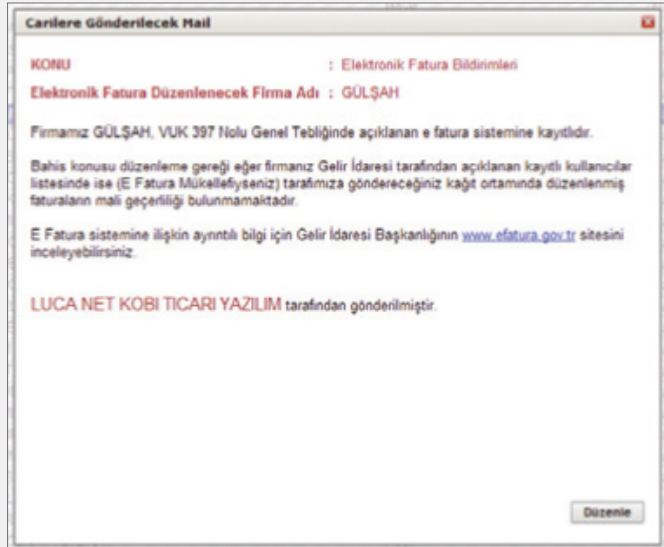 Carilere Gönderilecek Mail
KONU : Elektronik Fatura Bildirimleri
Elektronik Fatura Düzenlenecek Firma Adı : GÜLŞAH
Firmamız GÜLŞAH, VUK 397 Nolu Genel Tebliğinde açıklanan e fatura sistemine kayıtlıdır.
Bahis konusu düzenleme gereği eğer firmanız Gelir İdaresi tarafından açıklanan kayıtlı kullanıcılar
listesinde ise (E Fatura Mükellefiyseniz) tarafımıza göndereceğiniz kağıt ortamında düzenlenmiş
faturaların mali geçerliliği bulunmamaktadır.
E Fatura sistemine ilişkin ayrıntılı bilgi için Gelir İdaresi Başkanlığının www.efatura.gov.tr sitesini
inceleyebilirsiniz.
LUCA NET KOBI TICARI YAZILIM tarafından gönderilmiştir.
Düzenle